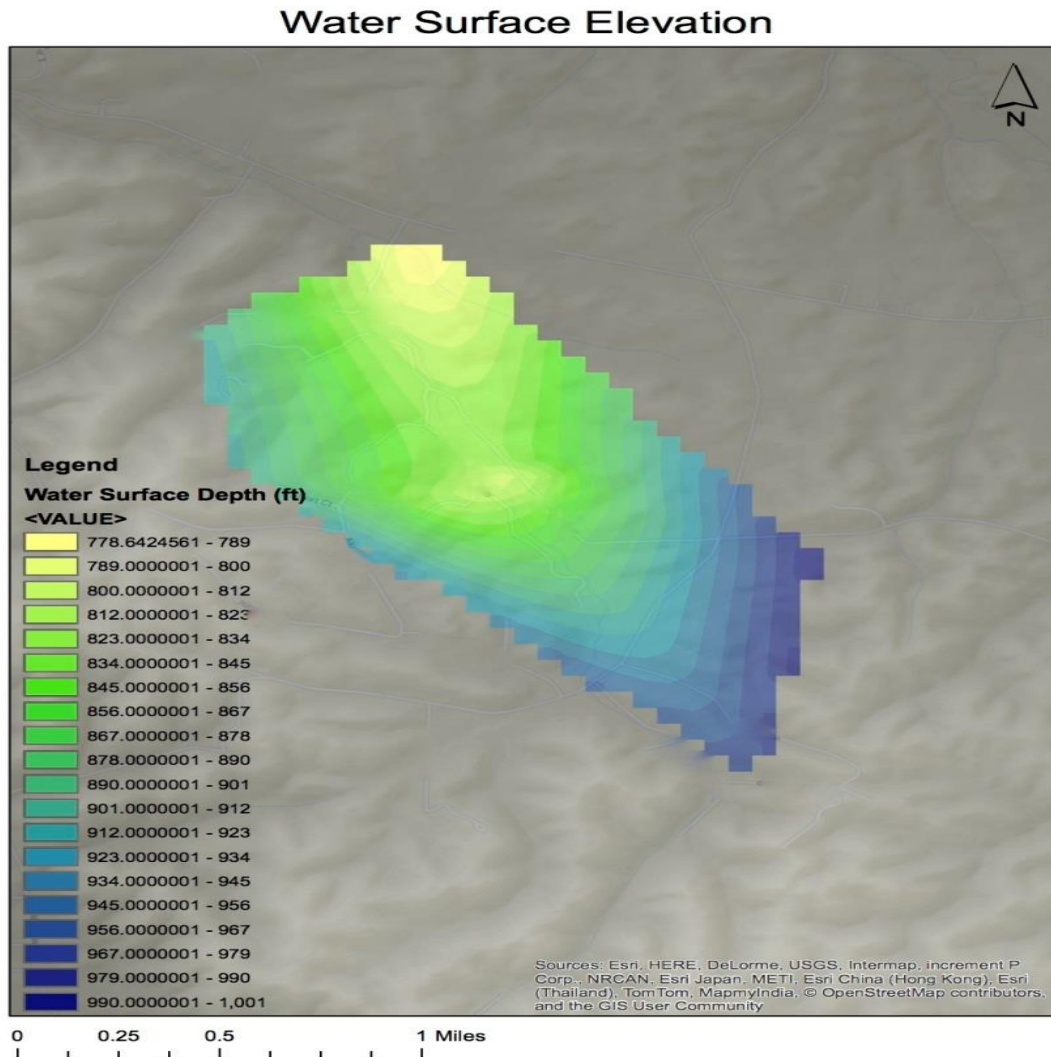 Water Surface Elevation
N
Legend
Water Surface Depth (ft)
<VALUE>
778.6424561 - 789
789.0000001 - 800
800.0000001 - 812
812.0000001 - 823
823.0000001 - 834
834.0000001 - 845
845.0000001 - 856
856.0000001 - 867
867.0000001 - 878
878.0000001 - 890
890.0000001 - 901
901.0000001 - 912
912.0000001 - 923
923.0000001 - 934
934.0000001 - 945
945.0000001 - 956
956.0000001 - 967
967.0000001 - 979
979.0000001 - 990
990.0000001 - 1,001
Sources: Esri, HERE, DeLorme, USGS, Intermap, increment P
Corp., NRCAN, Esri Japan, METI, Esri China (Hong Kong), Esri
(Thailand), TomTom, MapmyIndia, © OpenStreetMap contributors,
and the GIS User Community
0 0.25 0.5 1 Miles